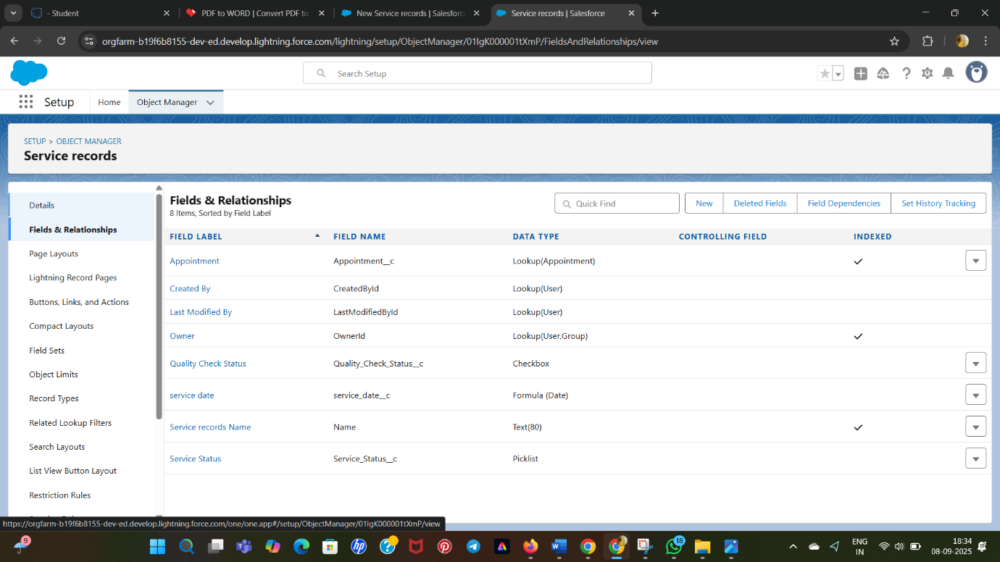 - Student
PDF to WORD | Convert PDF to
New Service records | Salesforc
Service records | Salesforce
orgfarm-b19f6b8155-dev-ed.develop.lightning.force.com/lightning/setup/ObjectManager/01IgK000001tXmP/FieldsAndRelationships/view
Search Setup
Setup
Home
Object Manager
SETUP > OBJECT MANAGER
Service records
Details
Fields & Relationships
Page Layouts
Lightning Record Pages
Buttons, Links, and Actions
Compact Layouts
Field Sets
Object Limits
Record Types
Related Lookup Filters
Search Layouts
List View Button Layout
Restriction Rules
Fields & Relationships
8 Items, Sorted by Field Label
Quick Find
New
Deleted Fields
Field Dependencies
Set History Tracking
FIELD LABEL FIELD NAME DATA TYPE CONTROLLING FIELD INDEXED
Appointment Appointment__c Lookup(Appointment)
Created By CreatedById Lookup(User)
Last Modified By LastModifiedById Lookup(User)
Owner OwnerId Lookup(User,Group)
Quality Check Status Quality_Check_Status__c Checkbox
service date service_date__c Formula (Date)
Service records Name Name Text(80)
Service Status Service_Status__c Picklist
https://orgfarm-b19f6b8155-dev-ed.develop.lightning.force.com/one/one.app#/setup/ObjectManager/01IgK000001tXmP/view
9
hp
18
ENG
IN
18:34
08-09-2025